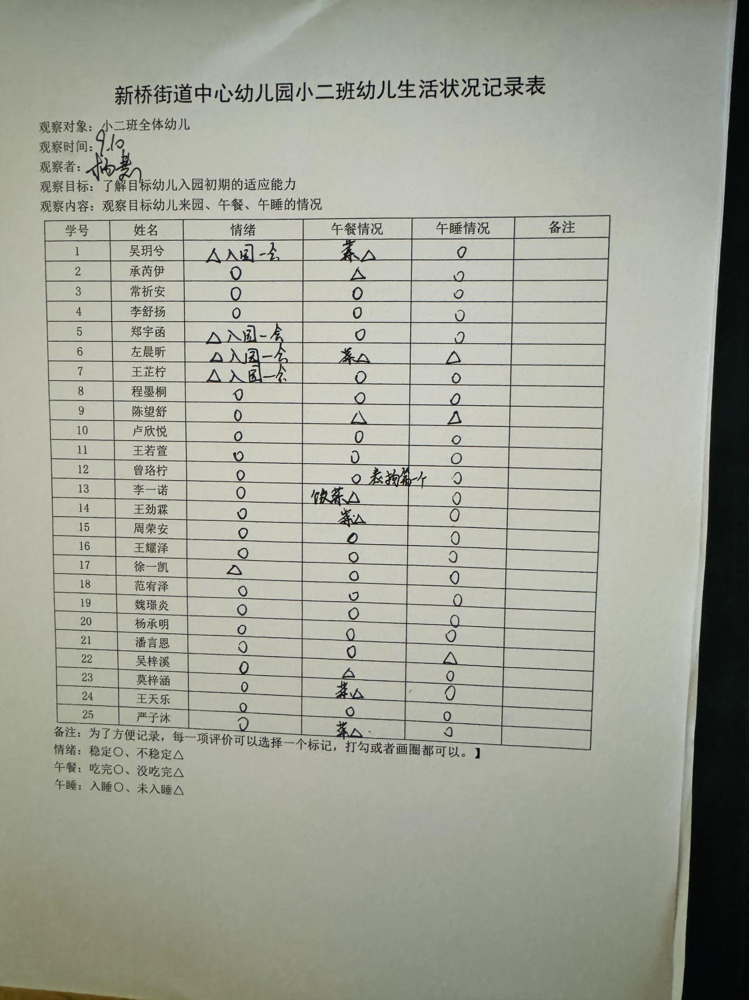 新桥街道中心幼儿园小二班幼儿生活状况记录表
观察对象：小二班全体幼儿
观察时间：9.10
观察者：杨慧
观察目标：了解目标幼儿入园初期的适应能力
观察内容：观察目标幼儿来园、午餐、午睡的情况
学号 姓名 情绪 午餐情况 午睡情况 备注
1 吴玥兮 △入园一会 菜△ ○
2 承芮伊 ○ △ ○
3 常祈安 ○ ○ ○
4 李舒扬 ○ ○ ○
5 郑宇函 △入园一会 ○ ○
6 左晨昕 △入园一会 菜△ △
7 王芷柠 △入园一会 ○ ○
8 程墨桐 ○ ○ ○
9 陈望舒 ○ △ △
10 卢欣悦 ○ ○ ○
11 王若萱 ○ ○ ○
12 曾珞柠 ○ ○ 表扬第一个 ○
13 李一诺 ○ 饭菜△ ○
14 王劲霖 ○ 菜△ ○
15 周荣安 ○ ○ ○
16 王耀泽 ○ ○ ○
17 徐一凯 △ ○ ○
18 范宥泽 ○ ○ ○
19 魏璟炎 ○ ○ ○
20 杨承明 ○ ○ ○
21 潘言恩 ○ ○ △
22 吴梓溪 ○ △ ○
23 莫梓涵 ○ 菜△ ○
24 王天乐 ○ ○ ○
25 严子沐 ○ 菜△ ○
备注：为了方便记录，每一项评价可以选择一个标记，打勾或者画圈都可以。】
情绪：稳定○、不稳定△
午餐：吃完○、没吃完△
午睡：入睡○、未入睡△